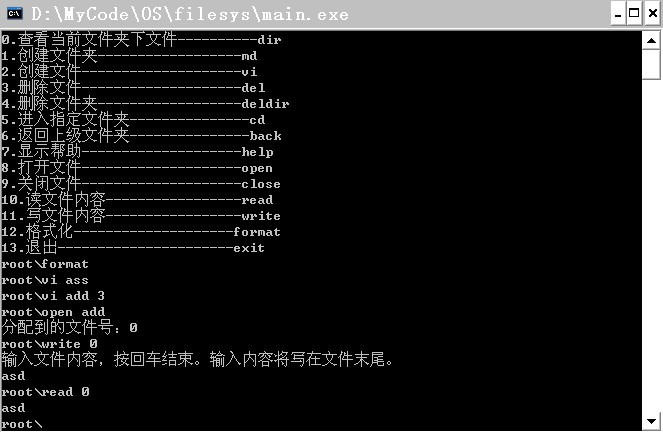 D:\MyCode\OS\filesys\main.exe
0.查看当前文件夹下文件-----------dir
1.创建文件夹------------------md
2.创建文件--------------------vi
3.删除文件--------------------del
4.删除文件夹------------------deldir
5.进入指定文件夹---------------cd
6.返回上级文件夹---------------back
7.显示帮助--------------------help
8.打开文件--------------------open
9.关闭文件--------------------close
10.读文件内容-----------------read
11.写文件内容-----------------write
12.格式化--------------------format
13.退出----------------------exit
root\format
root\vi ass
root\vi add 3
root\open add
分配到的文件号：0
root\write 0
输入文件内容，按回车结束。输入内容将写在文件末尾。
asd
root\read 0
asd
root\